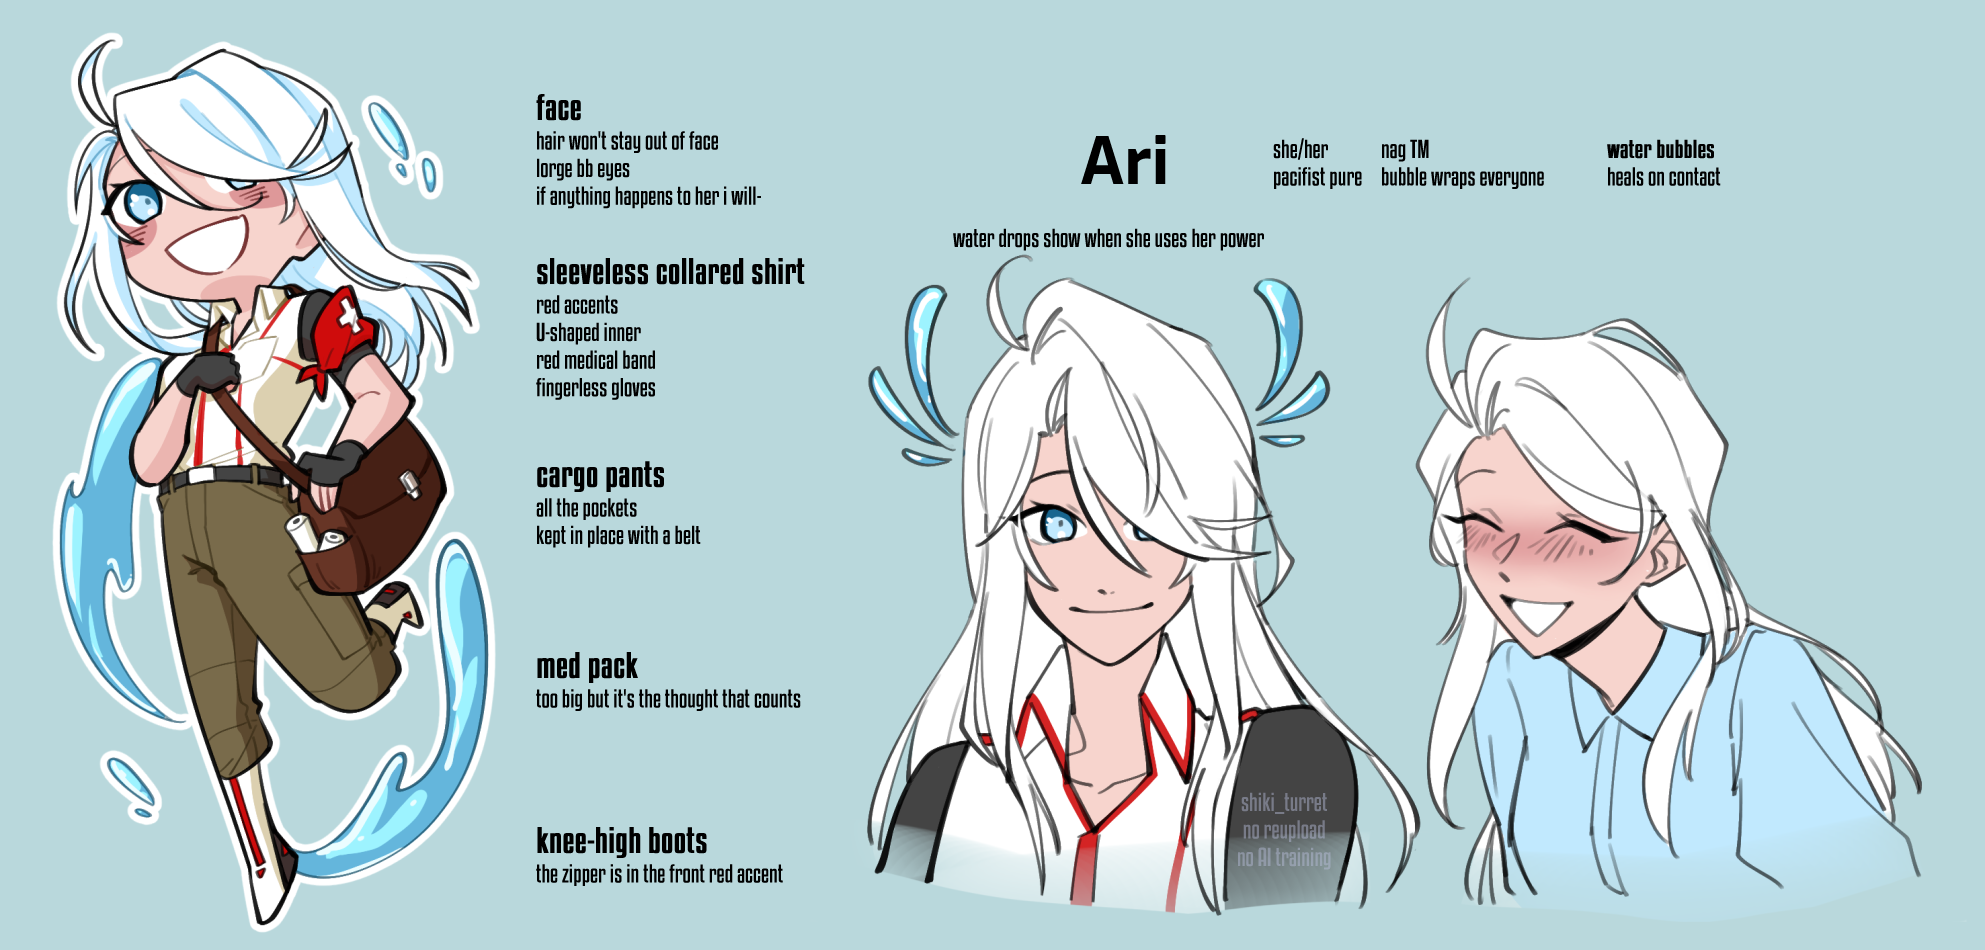 face
hair won't stay out of face
lorge bb eyes
if anything happens to her i will-
sleeveless collared shirt
red accents
U-shaped inner
red medical band
fingerless gloves
cargo pants
all the pockets
kept in place with a belt
med pack
too big but it's the thought that counts
knee-high boots
the zipper is in the front red accent
Ari
she/her
pacifist pure
nag TM
bubble wraps everyone
water bubbles
heals on contact
water drops show when she uses her power
shiki_turret
no reupload
no AI training